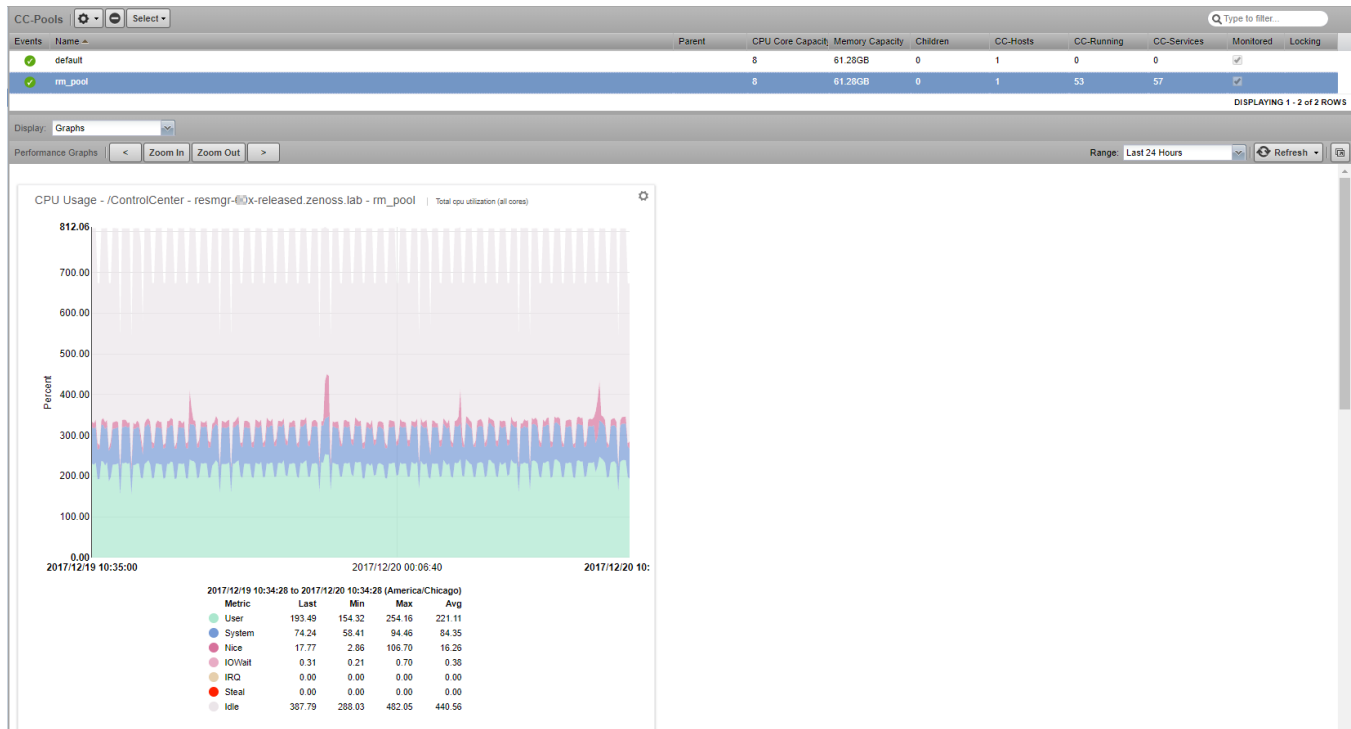 CC-Pools Select
Type to filter...
Events Name Parent CPU Core Capacity Memory Capacity Children CC-Hosts CC-Running CC-Services Monitored Locking
default 8 61.28GB 0 1 0 0
rm_pool 8 61.28GB 0 1 53 57
DISPLAYING 1 - 2 of 2 ROWS
Display: Graphs
Performance Graphs < Zoom In Zoom Out > Range: Last 24 Hours Refresh
CPU Usage - /ControlCenter - resmgr- x-released.zenoss.lab - rm_pool | Total cpu utilization (all cores)
812.06
700.00
600.00
500.00
400.00
300.00
200.00
100.00
0.00
Percent
2017/12/19 10:35:00 2017/12/20 00:06:40 2017/12/20 10:
2017/12/19 10:34:28 to 2017/12/20 10:34:28 (America/Chicago)
Metric Last Min Max Avg
User 193.49 154.32 254.16 221.11
System 74.24 58.41 94.46 84.35
Nice 17.77 2.86 106.70 16.26
IOWait 0.31 0.21 0.70 0.38
IRQ 0.00 0.00 0.00 0.00
Steal 0.00 0.00 0.00 0.00
Idle 387.79 288.03 482.05 440.56